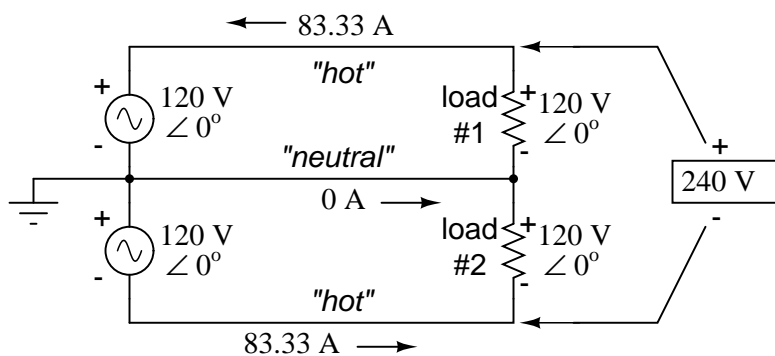 83.33 A
"hot"
+
120 V
∠ 0°
-
load
#1
+
120 V
∠ 0°
-
"neutral"
0 A
+
240 V
-
+
120 V
∠ 0°
-
load
#2
+
120 V
∠ 0°
-
"hot"
83.33 A